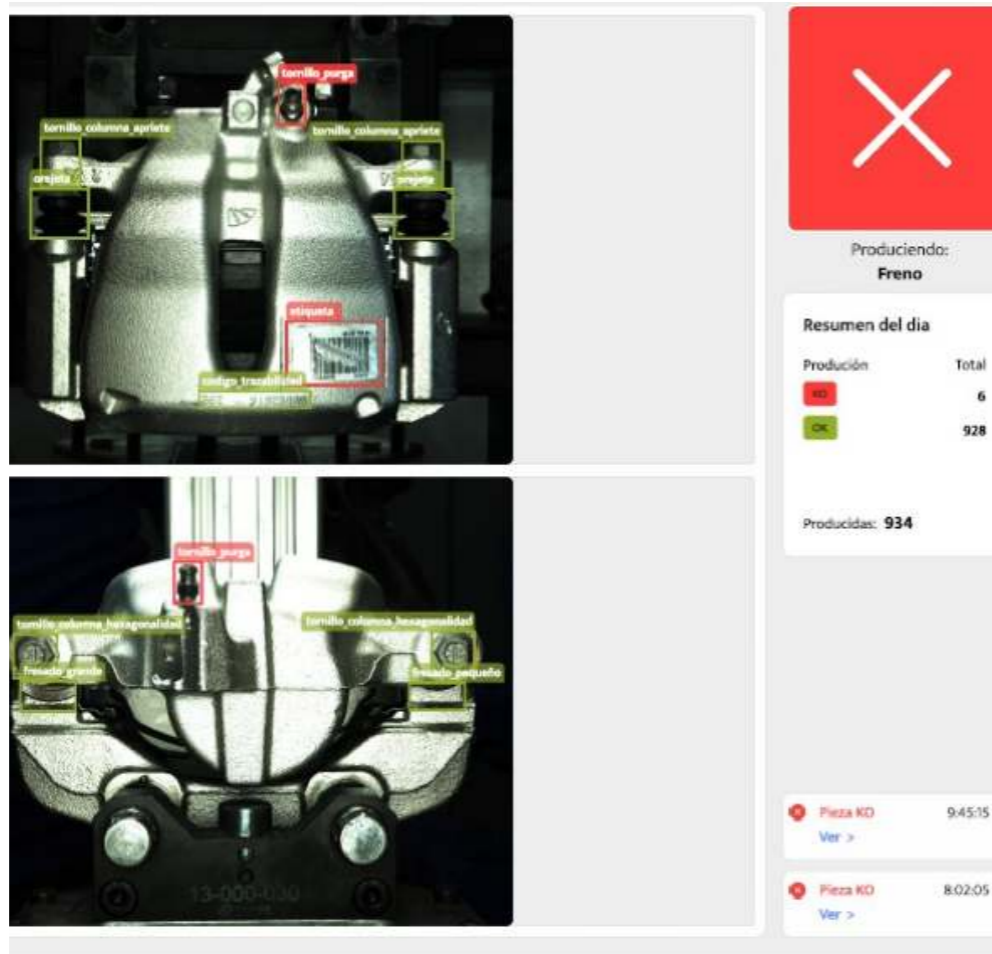 tornillo_purga
tornillo_columna_apriete
tornillo_columna_apriete
orejeta
orejeta
etiqueta
codigo_trazabilidad
tornillo_purga
tornillo_columna_hexagonalidad
tornillo_columna_hexagonalidad
fresado_grande
fresado_pequeño
13-000-030
Produciendo:
Freno
Resumen del dia
Produción Total
KO 6
OK 928
Producidas: 934
Pieza KO 9:45:15
Ver >
Pieza KO 8:02:05
Ver >